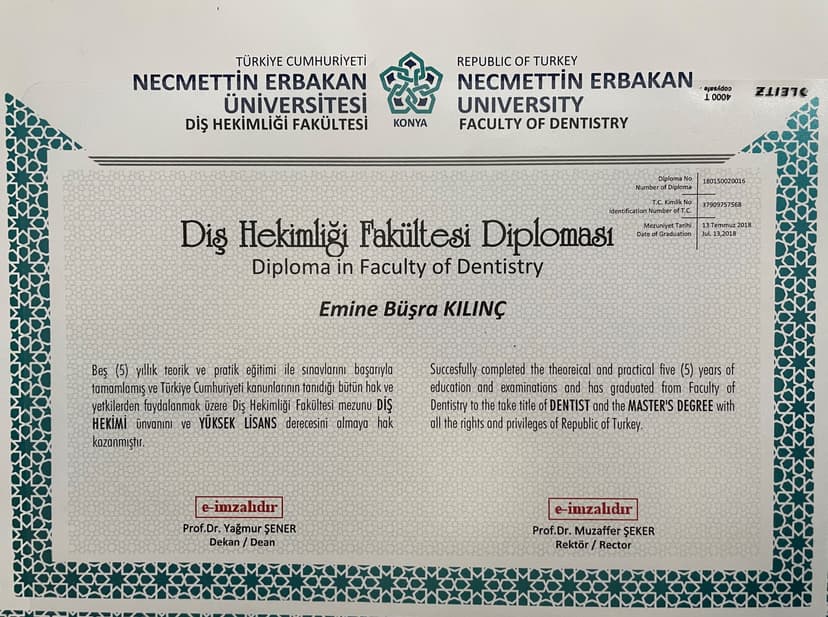 TÜRKİYE CUMHURİYETİ
NECMETTİN ERBAKAN
ÜNİVERSİTESİ
DİŞ HEKİMLİĞİ FAKÜLTESİ
KONYA
REPUBLIC OF TURKEY
NECMETTİN ERBAKAN
UNIVERSITY
FACULTY OF DENTISTRY
LEITZ
4000 T
copysafe
Diploma No
Number of Diploma
180150020016
T.C. Kimlik No
Identification Number of T.C.
37909757568
Mezuniyet Tarihi
Date of Graduation
13 Temmuz 2018
Jul. 13,2018
Diş Hekimliği Fakültesi Diploması
Diploma in Faculty of Dentistry
Emine Büşra KILINÇ
Beş (5) yıllık teorik ve pratik eğitimi ile sınavlarını başarıyla
tamamlamış ve Türkiye Cumhuriyeti kanunlarının tanıdığı bütün hak ve
yetkilerden faydalanmak üzere Diş Hekimliği Fakültesi mezunu DİŞ
HEKİMİ ünvanını ve YÜKSEK LİSANS derecesini almaya hak
kazanmıştır.
Succesfully completed the theoreical and practical five (5) years of
education and examinations and has graduated from Faculty of
Dentistry to the take title of DENTIST and the MASTER'S DEGREE with
all the rights and privileges of Republic of Turkey.
e-imzalıdır
Prof.Dr. Yağmur ŞENER
Dekan / Dean
e-imzalıdır
Prof.Dr. Muzaffer ŞEKER
Rektör / Rector